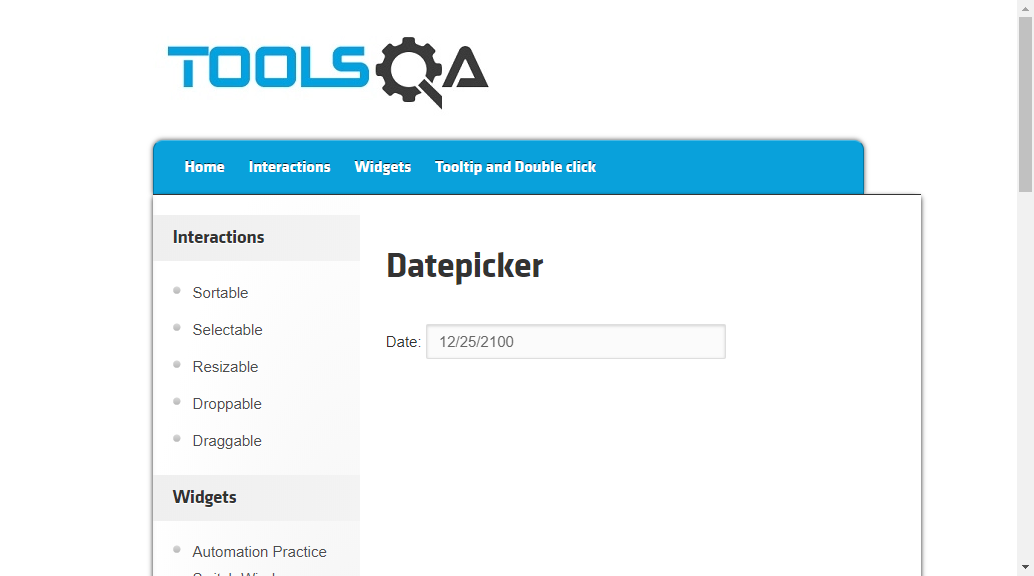 TOOLSQA
Home Interactions Widgets Tooltip and Double click
Interactions
Sortable
Selectable
Resizable
Droppable
Draggable
Widgets
Automation Practice
Datepicker
Date: 12/25/2100